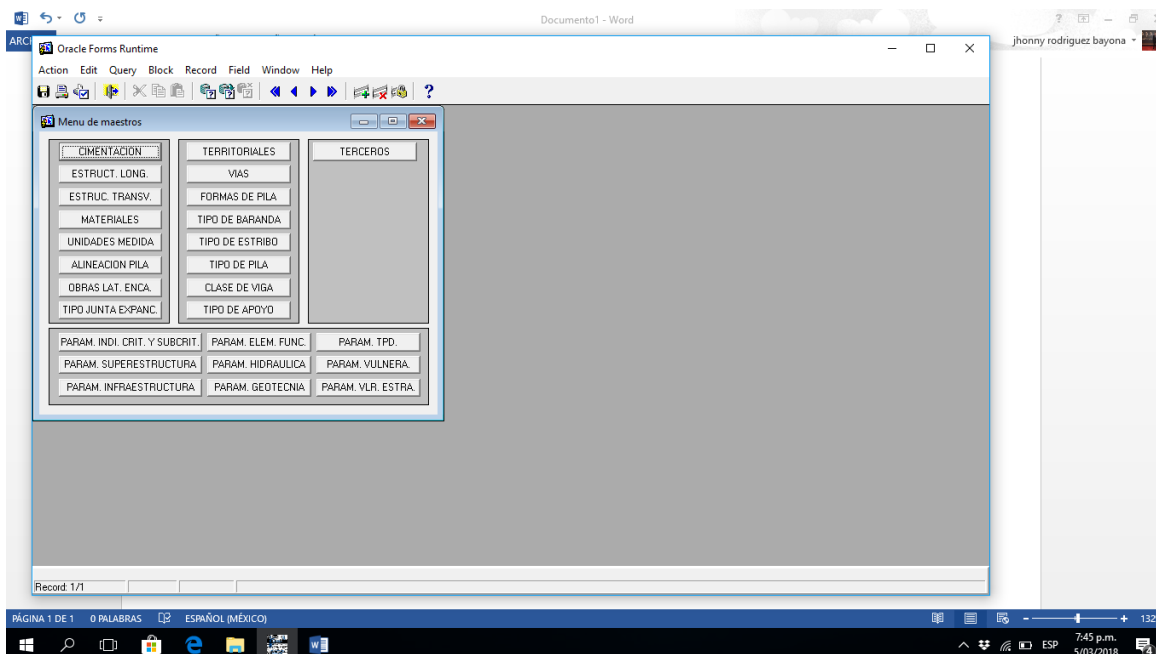 Documento1 - Word
ARC
jhonny rodriguez bayona
Oracle Forms Runtime
Action Edit Query Block Record Field Window Help
Menu de maestros
CIMENTACION TERRITORIALES TERCEROS
ESTRUCT. LONG. VIAS
ESTRUC. TRANSV. FORMAS DE PILA
MATERIALES TIPO DE BARANDA
UNIDADES MEDIDA TIPO DE ESTRIBO
ALINEACION PILA TIPO DE PILA
OBRAS LAT. ENCA. CLASE DE VIGA
TIPO JUNTA EXPANC. TIPO DE APOYO
PARAM. INDI. CRIT. Y SUBCRIT. PARAM. ELEM. FUNC. PARAM. TPD.
PARAM. SUPERESTRUCTURA PARAM. HIDRAULICA PARAM. VULNERA.
PARAM. INFRAESTRUCTURA PARAM. GEOTECNIA PARAM. VLR. ESTRA.
Record: 1/1
PÁGINA 1 DE 1 0 PALABRAS ESPAÑOL (MÉXICO) 132
ESP 7:45 p.m.
5/03/2018 4